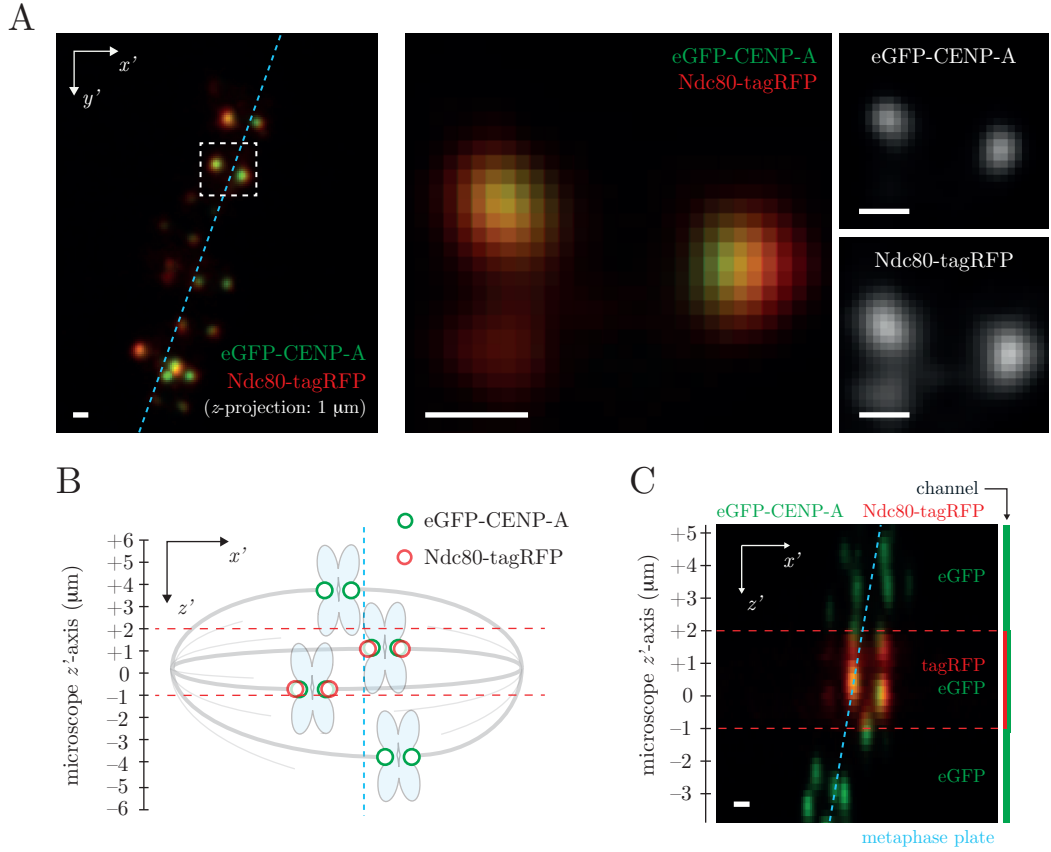 A
x’
y’
eGFP-CENP-A
Ndc80-tagRFP
(z-projection: 1 µm)
eGFP-CENP-A
Ndc80-tagRFP
eGFP-CENP-A
Ndc80-tagRFP
B
eGFP-CENP-A
Ndc80-tagRFP
microscope z’-axis (µm)
+6
+5
+4
+3
+2
+1
0
−1
−2
−3
−4
−5
−6
x’
z’
C
channel
eGFP-CENP-A
Ndc80-tagRFP
microscope z’-axis (µm)
+5
+4
+3
+2
+1
0
−1
−2
−3
x’
z’
eGFP
tagRFP
eGFP
eGFP
metaphase plate